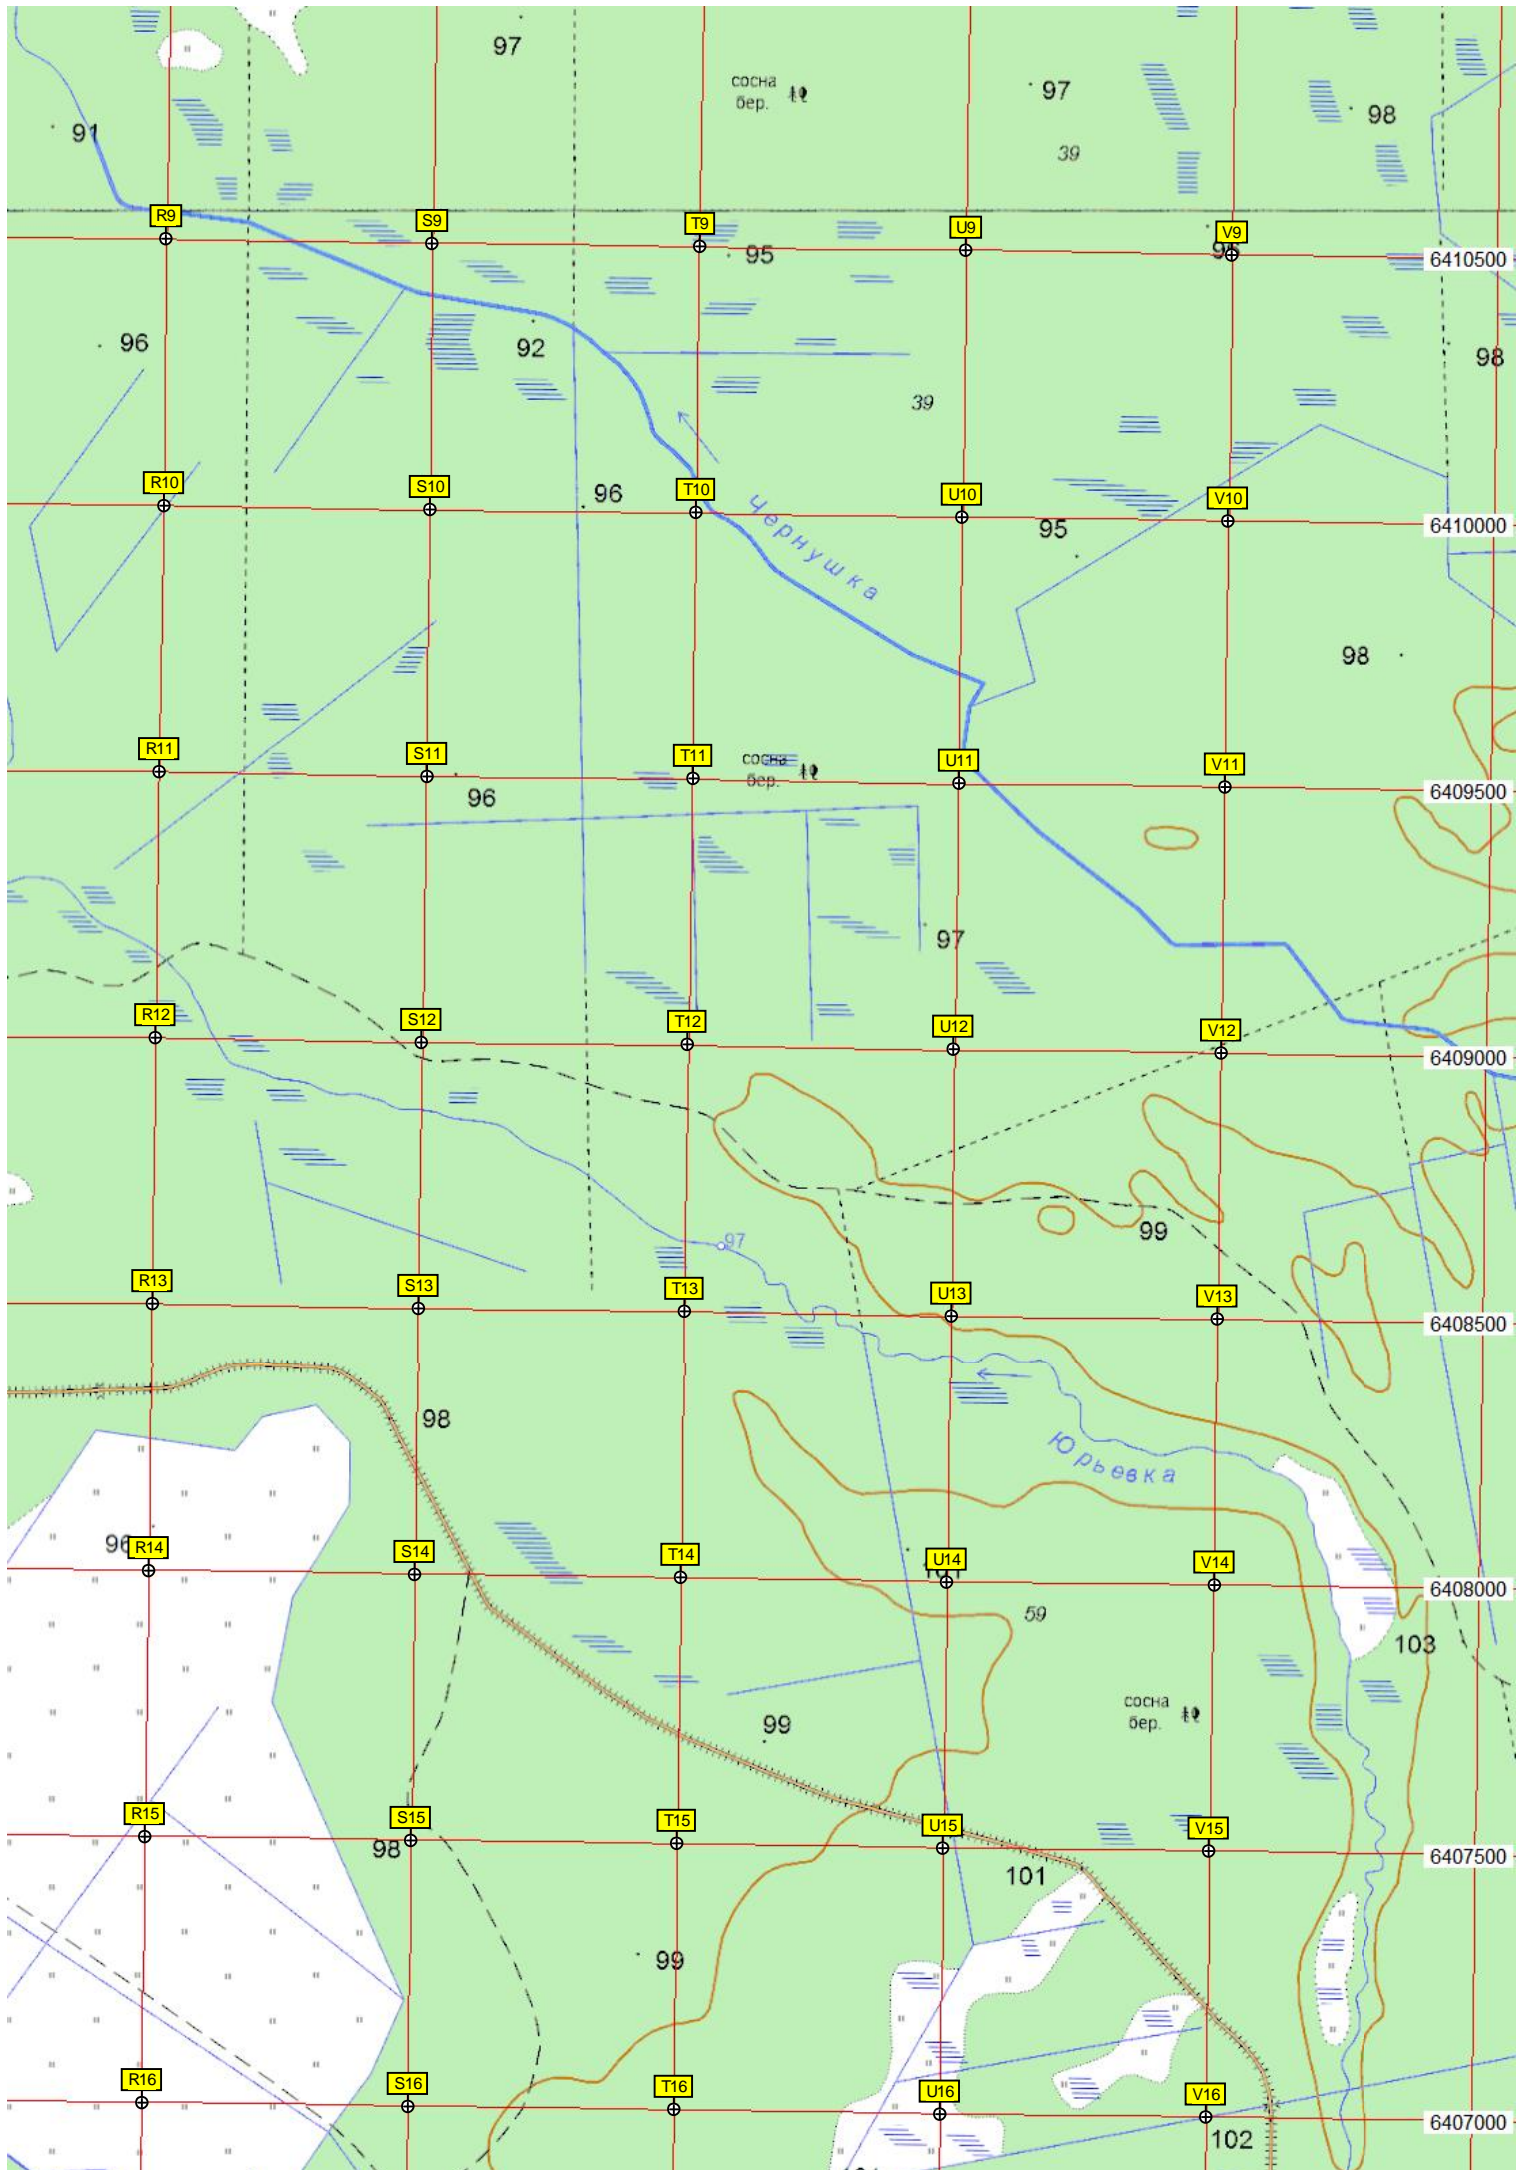 97
сосна
бер.
97
98
91
39
R9
S9
T9
U9
V9
95
6410500
96
92
98
39
R10
S10
96
T10
U10
V10
95
6410000
Чернушка
98
R11
S11
T11
сосна
бер.
U11
V11
96
6409500
97
R12
S12
T12
U12
V12
6409000
99
97
R13
S13
T13
U13
V13
6408500
98
Юрьевка
96
R14
S14
T14
U14
V14
6408000
59
103
сосна
бер.
99
R15
S15
T15
U15
V15
98
6407500
101
99
R16
S16
T16
U16
V16
6407000
102